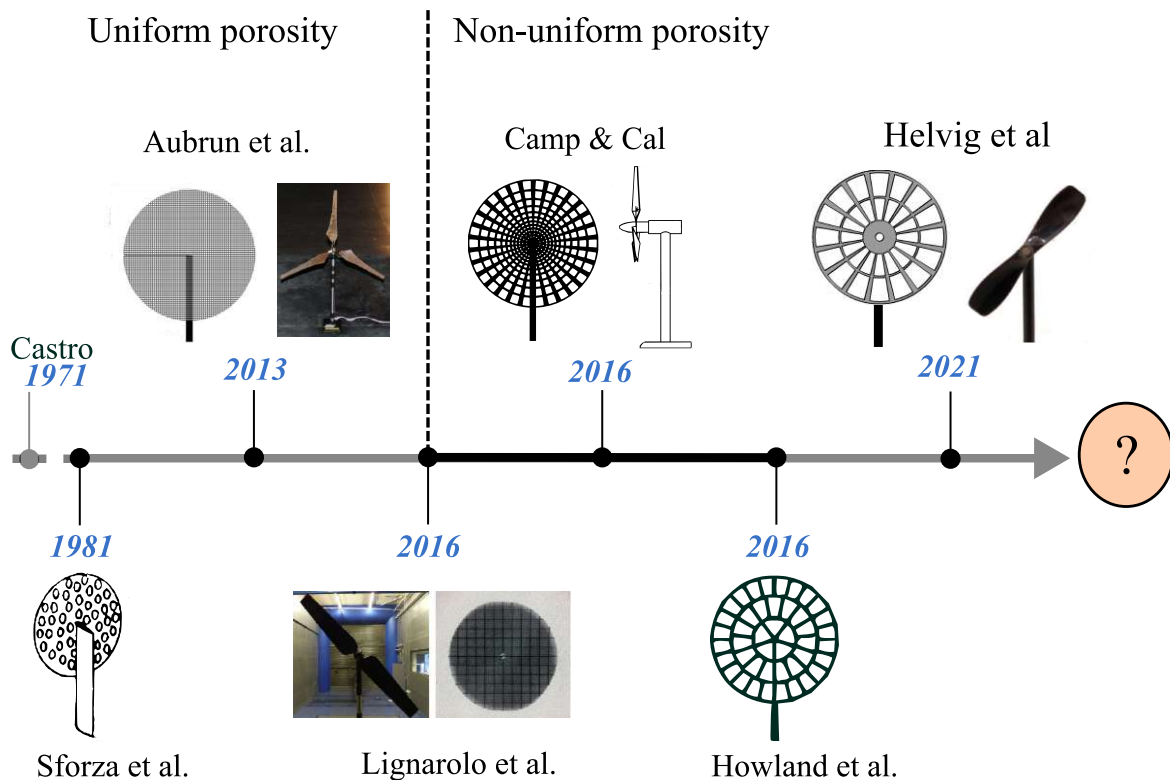 Uniform porosity
Non-uniform porosity
Aubrun et al.
Camp & Cal
Helvig et al
Castro
1971
2013
2016
2021
?
1981
2016
2016
Sforza et al.
Lignarolo et al.
Howland et al.